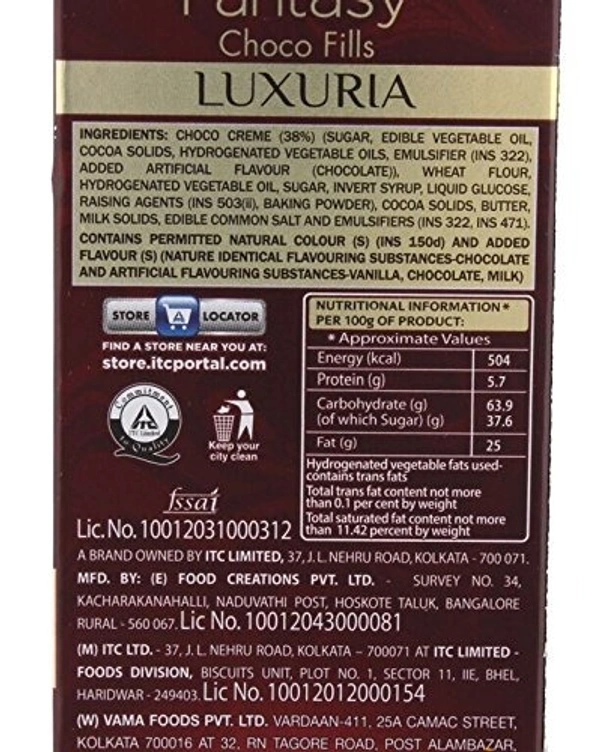 Fantasy
Choco Fills
LUXURIA
INGREDIENTS: CHOCO CREME (38%) (SUGAR, EDIBLE VEGETABLE OIL,
COCOA SOLIDS, HYDROGENATED VEGETABLE OILS, EMULSIFIER (INS 322),
ADDED ARTIFICIAL FLAVOUR (CHOCOLATE)), WHEAT FLOUR,
HYDROGENATED VEGETABLE OIL, SUGAR, INVERT SYRUP, LIQUID GLUCOSE,
RAISING AGENTS (INS 503(ii), BAKING POWDER), COCOA SOLIDS, BUTTER,
MILK SOLIDS, EDIBLE COMMON SALT AND EMULSIFIERS (INS 322, INS 471).
CONTAINS PERMITTED NATURAL COLOUR (S) (INS 150d) AND ADDED
FLAVOUR (S) (NATURE IDENTICAL FLAVOURING SUBSTANCES-CHOCOLATE
AND ARTIFICIAL FLAVOURING SUBSTANCES-VANILLA, CHOCOLATE, MILK)
STORE LOCATOR
FIND A STORE NEAR YOU AT:
store.itcportal.com
Commitment
ITC
ITC Limited
to Quality
Keep your
city clean
NUTRITIONAL INFORMATION*
PER 100g OF PRODUCT:
* Approximate Values
Energy (kcal) 504
Protein (g) 5.7
Carbohydrate (g) 63.9
(of which Sugar) (g) 37.6
Fat (g) 25
Hydrogenated vegetable fats used-
contains trans fats
Total trans fat content not more
than 0.1 per cent by weight
Total saturated fat content not more
than 11.42 percent by weight
fssai
Lic. No. 10012031000312
A BRAND OWNED BY ITC LIMITED, 37, J. L. NEHRU ROAD, KOLKATA - 700 071.
MFD. BY: (E) FOOD CREATIONS PVT. LTD. - SURVEY NO. 34,
KACHARAKANAHALLI, NADUVATHI POST, HOSKOTE TALUK, BANGALORE
RURAL - 560 067. Lic No. 10012043000081
(M) ITC LTD. - 37, J. L. NEHRU ROAD, KOLKATA – 700071 AT ITC LIMITED -
FOODS DIVISION, BISCUITS UNIT, PLOT NO. 1, SECTOR 11, IIE, BHEL,
HARIDWAR - 249403. Lic No. 10012012000154
(W) VAMA FOODS PVT. LTD. VARDAAN-411, 25A CAMAC STREET,
KOLKATA 700016 AT 32, RN TAGORE ROAD, POST ALAMBAZAR,